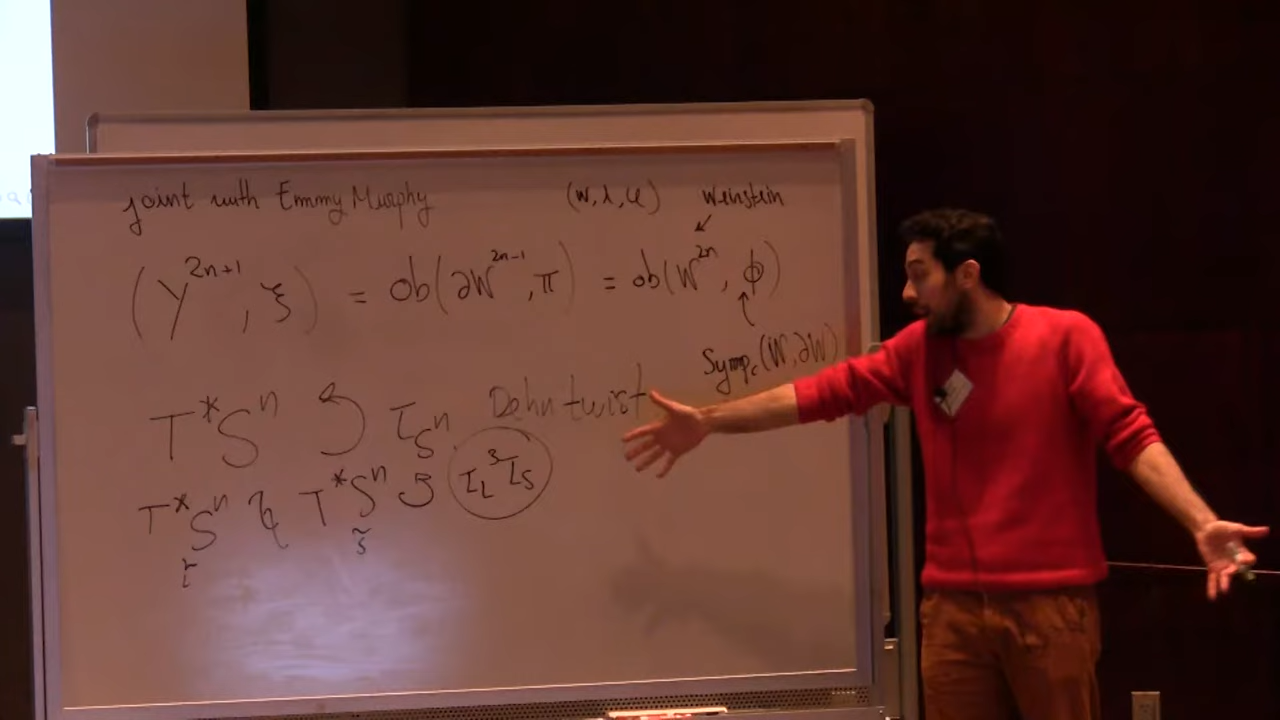 joint with Emmy Murphy (W, λ, φ) Weinstein
(Y^{2n+1}, ξ) = ob(∂W^{2n-1}, π) = ob(W^{2n}, ϕ)
Symp_c(W, ∂W)
T*S^n τ_{S^n} Dehn twist
T*S^n T*S^n τ_L^3 τ_S
L S